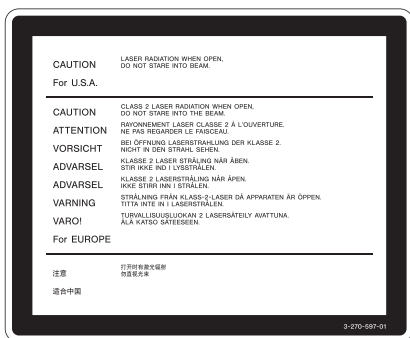 CAUTION LASER RADIATION WHEN OPEN,
DO NOT STARE INTO BEAM.
For U.S.A.
CAUTION CLASS 2 LASER RADIATION WHEN OPEN,
DO NOT STARE INTO THE BEAM.
ATTENTION RAYONNEMENT LASER CLASSE 2 À L'OUVERTURE.
NE PAS REGARDER LE FAISCEAU.
VORSICHT BEI ÖFFNUNG LASERSTRAHLUNG DER KLASSE 2.
NICHT IN DEN STRAHL SEHEN.
ADVARSEL KLASSE 2 LASER STRÅLING NÅR ÅBEN.
STIR IKKE IND I LYSSTRÅLEN.
ADVARSEL KLASSE 2 LASERSTRÅLING NÅR ÅPEN.
IKKE STIRR INN I STRÅLEN.
VARNING STRÅLNING FRÅN KLASS-2-LASER DÅ APPARATEN ÄR ÖPPEN.
TITTA INTE IN I LASERSTRÅLEN.
VARO! TURVALLISUUSLUOKAN 2 LASERSÄTEILY AVATTUNA.
ÄLÄ KATSO SÄTEESEEN.
For EUROPE
注意 打开时有激光辐射
勿直视光束
适合中国
3-270-597-01